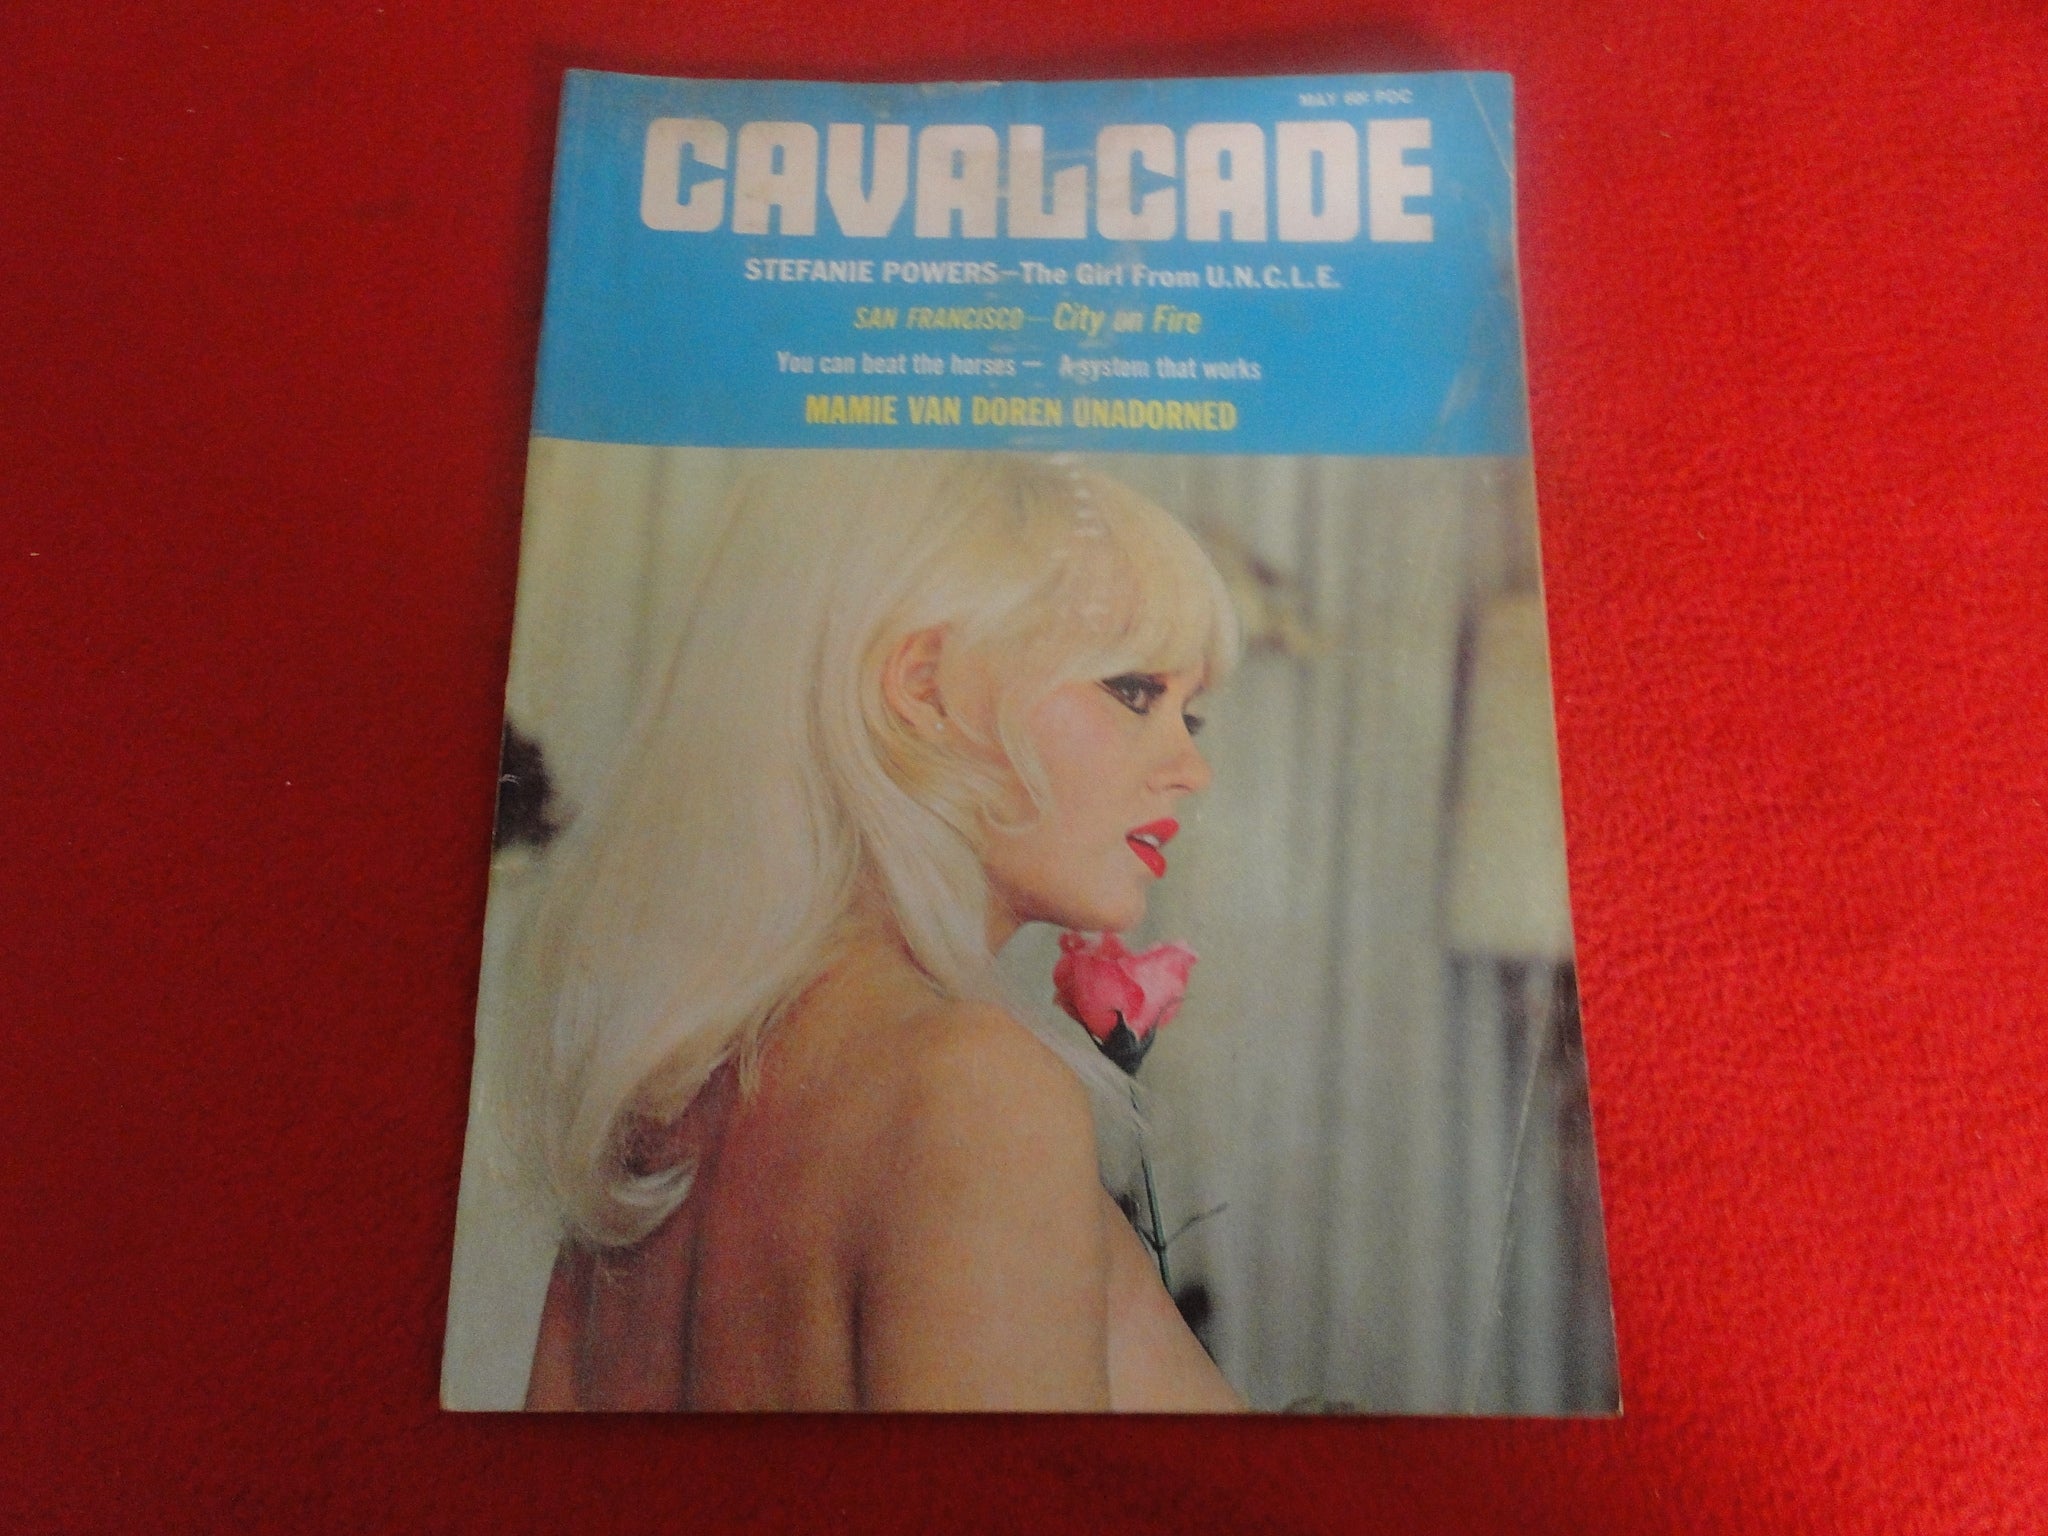 MAY 60¢ PDC
CAVALCADE
STEFANIE POWERS—The Girl From U.N.C.L.E.
SAN FRANCISCO—City on Fire
You can beat the horses — A system that works
MAMIE VAN DOREN UNADORNED